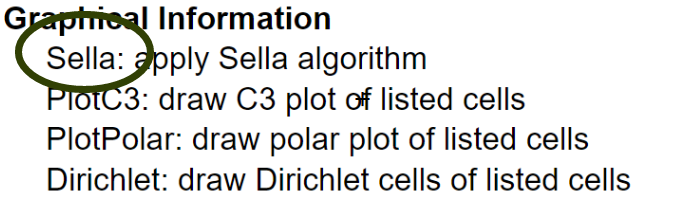 Graphical Information
Sella: apply Sella algorithm
PlotC3: draw C3 plot of listed cells
PlotPolar: draw polar plot of listed cells
Dirichlet: draw Dirichlet cells of listed cells